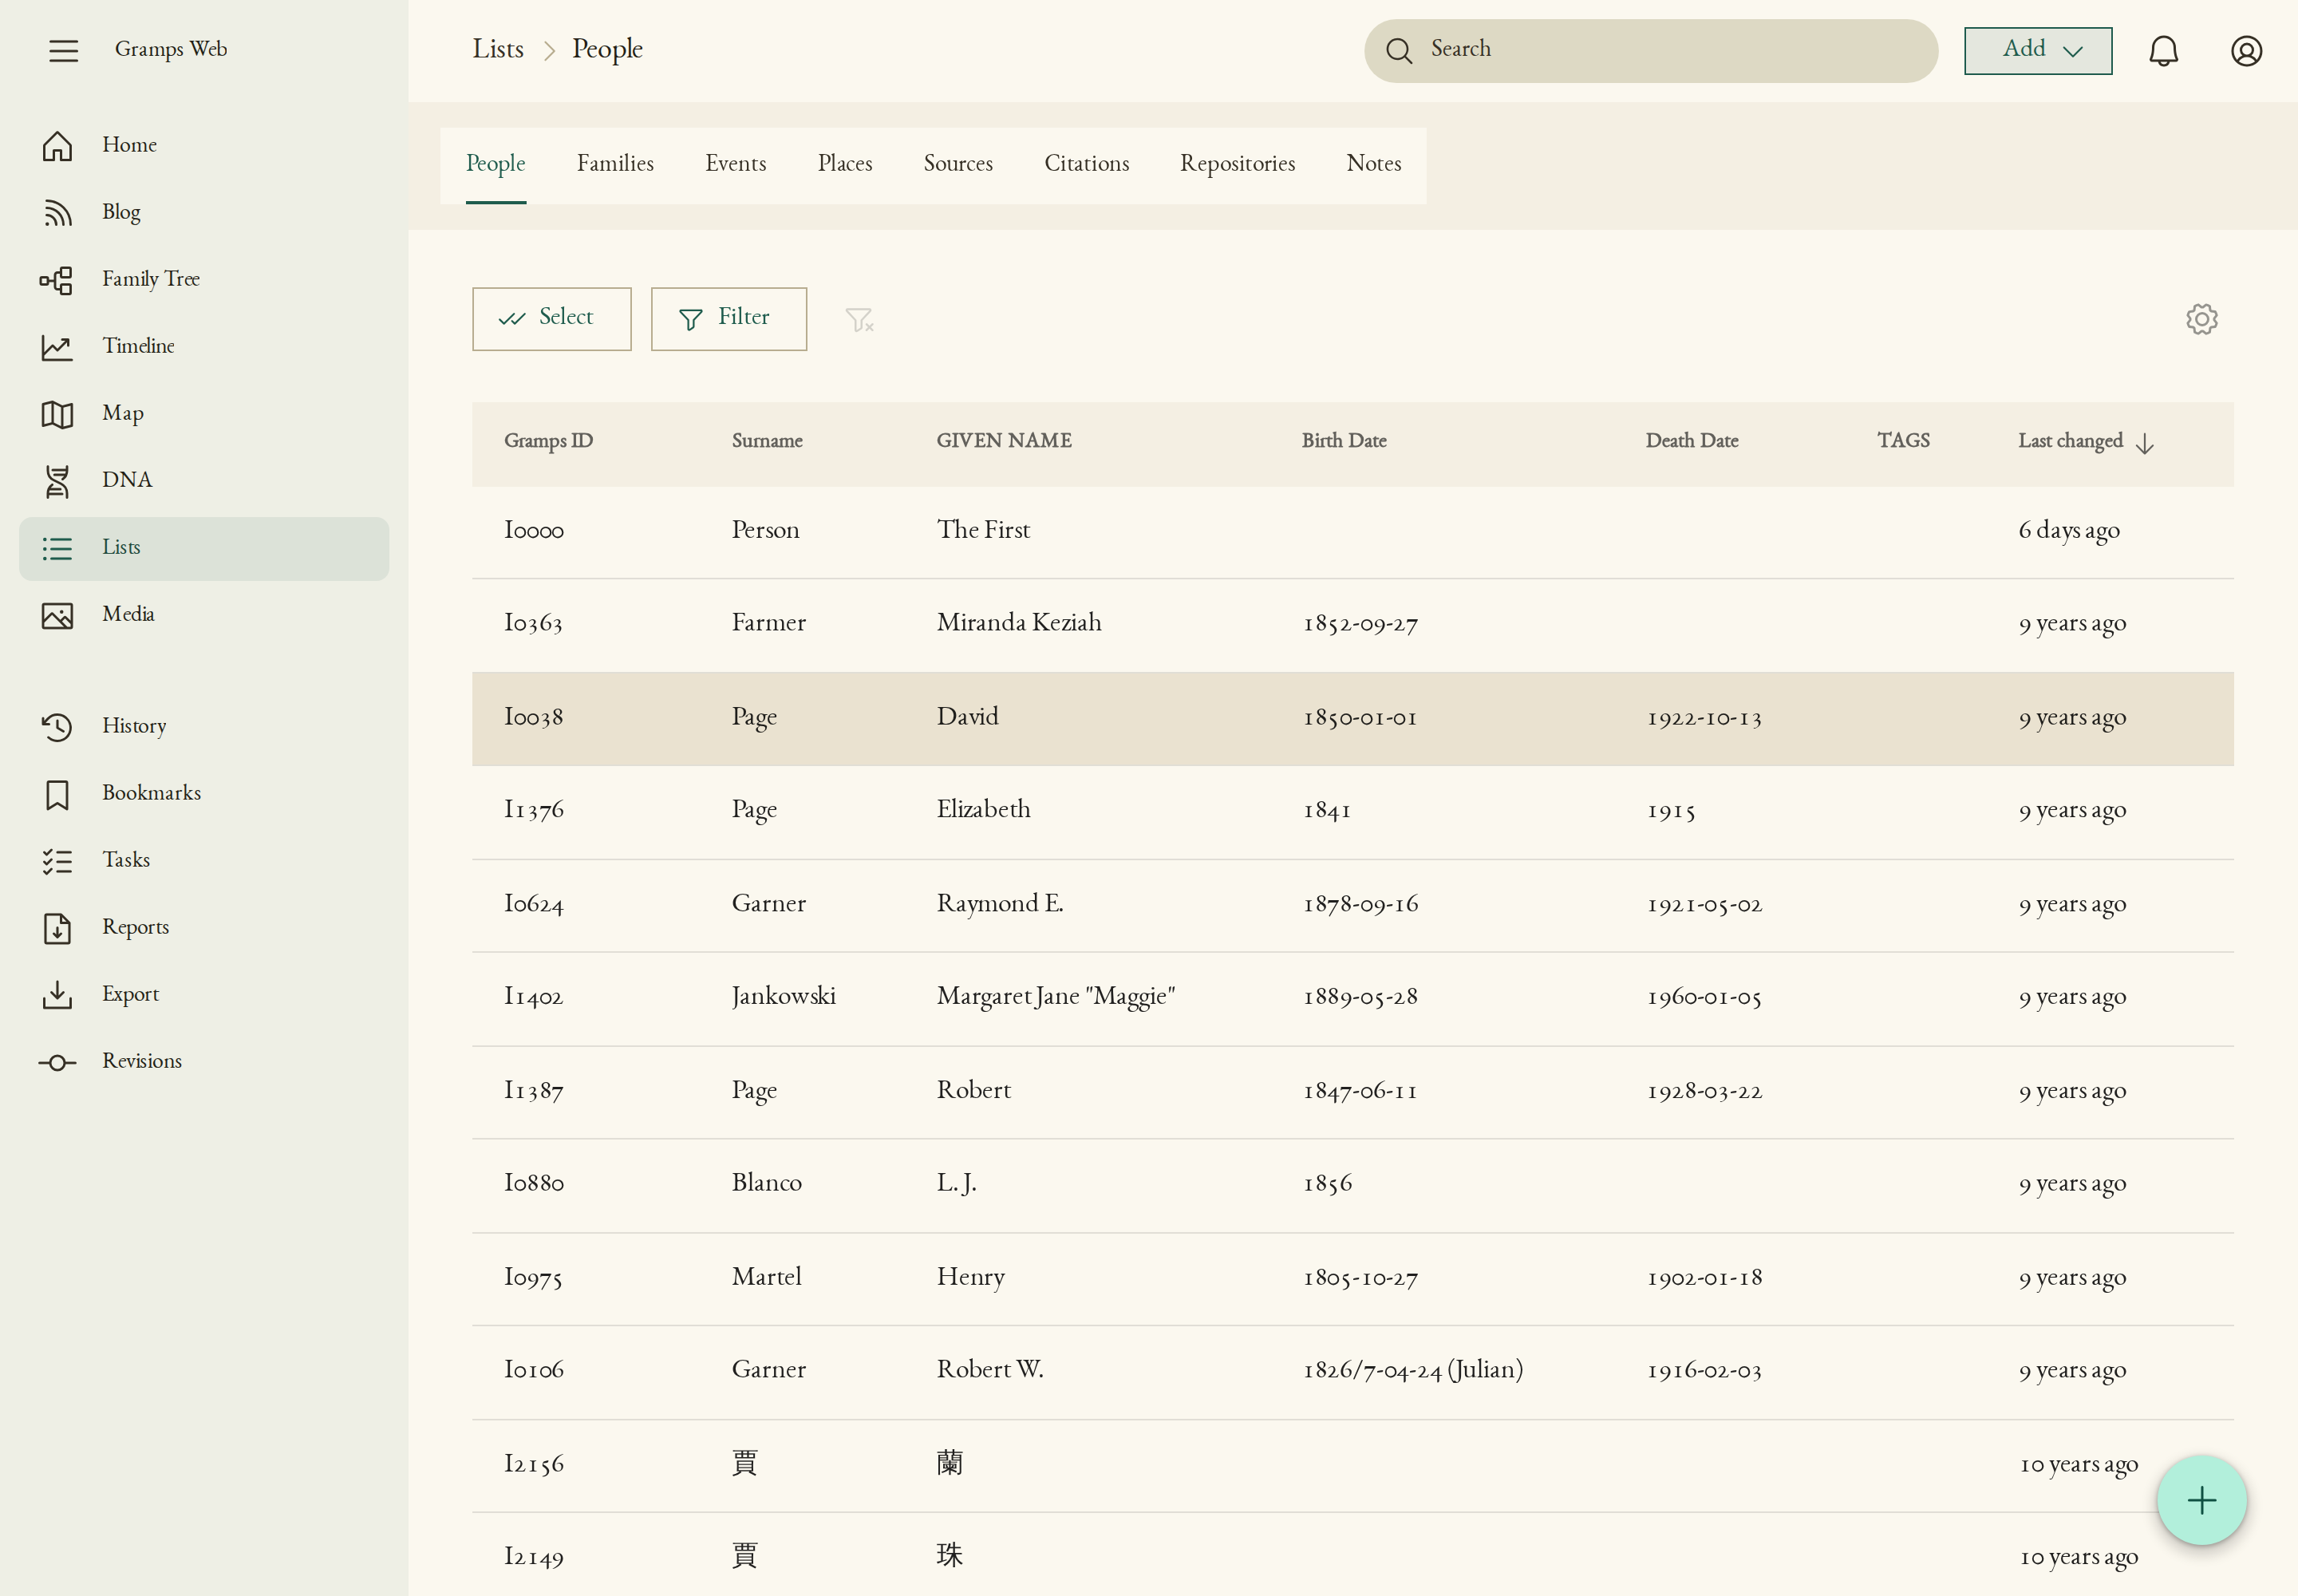 Gramps Web
Home
Blog
Family Tree
Timeline
Map
DNA
Lists
Media
History
Bookmarks
Tasks
Reports
Export
Revisions
Lists People
Search
Add
People Families Events Places Sources Citations Repositories Notes
Select Filter
Gramps ID Surname GIVEN NAME Birth Date Death Date TAGS Last changed
I0000 Person The First 6 days ago
I0363 Farmer Miranda Keziah 1852-09-27 9 years ago
I0038 Page David 1850-01-01 1922-10-13 9 years ago
I1376 Page Elizabeth 1841 1915 9 years ago
I0624 Garner Raymond E. 1878-09-16 1921-05-02 9 years ago
I1402 Jankowski Margaret Jane "Maggie" 1889-05-28 1960-01-05 9 years ago
I1387 Page Robert 1847-06-11 1928-03-22 9 years ago
I0880 Blanco L. J. 1856 9 years ago
I0975 Martel Henry 1805-10-27 1902-01-18 9 years ago
I0106 Garner Robert W. 1826/7-04-24 (Julian) 1916-02-03 9 years ago
I2156 賈 蘭 10 years ago
I2149 賈 珠 10 years ago